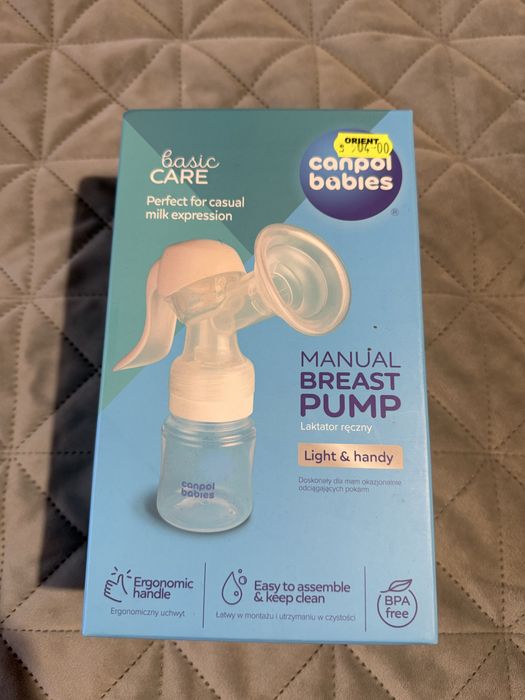 basic
CARE
Perfect for casual
milk expression
ORIENT
04-00
canpol
babies
®
MANUAL
BREAST
PUMP
Laktator ręczny
Light & handy
Doskonały dla mam okazjonalnie
odciągających pokarm
canpol
babies
Ergonomic
handle
Ergonomiczny uchwyt
Easy to assemble
& keep clean
Łatwy w montażu i utrzymaniu w czystości
BPA
free